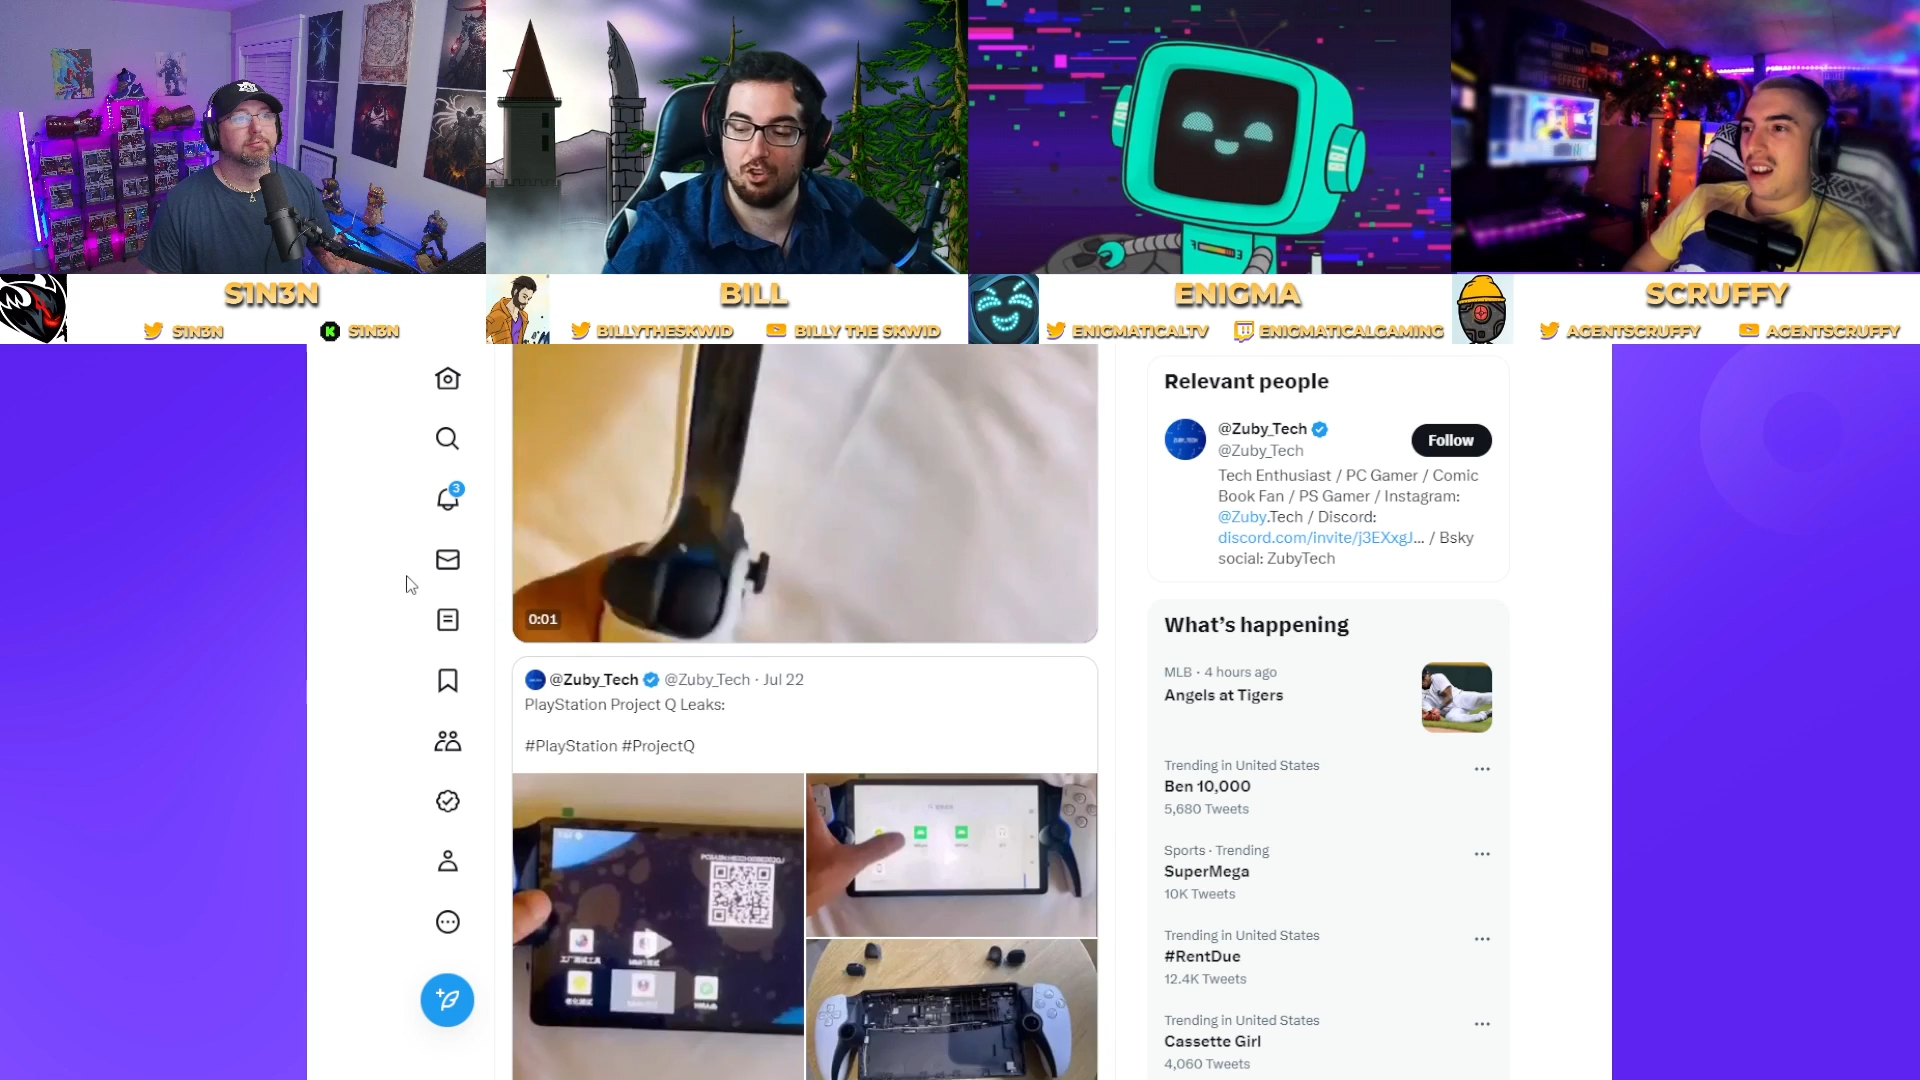 S1N3N
S1N3N
S1N3N
BILL
BILLYTHESKWID
BILLY THE SKWID
ENIGMA
ENIGMATICALTV
ENIGMATICALGAMING
SCRUFFY
AGENTSCRUFFY
AGENTSCRUFFY
3
0:01
@Zuby_Tech @Zuby_Tech · Jul 22
PlayStation Project Q Leaks:
#PlayStation #ProjectQ
Relevant people
@Zuby_Tech
@Zuby_Tech
Follow
Tech Enthusiast / PC Gamer / Comic
Book Fan / PS Gamer / Instagram:
@Zuby.Tech / Discord:
discord.com/invite/j3EXxgJ... / Bsky
social: ZubyTech
What's happening
MLB · 4 hours ago
Angels at Tigers
Trending in United States
Ben 10,000
5,680 Tweets
Sports · Trending
SuperMega
10K Tweets
Trending in United States
#RentDue
12.4K Tweets
Trending in United States
Cassette Girl
4,060 Tweets